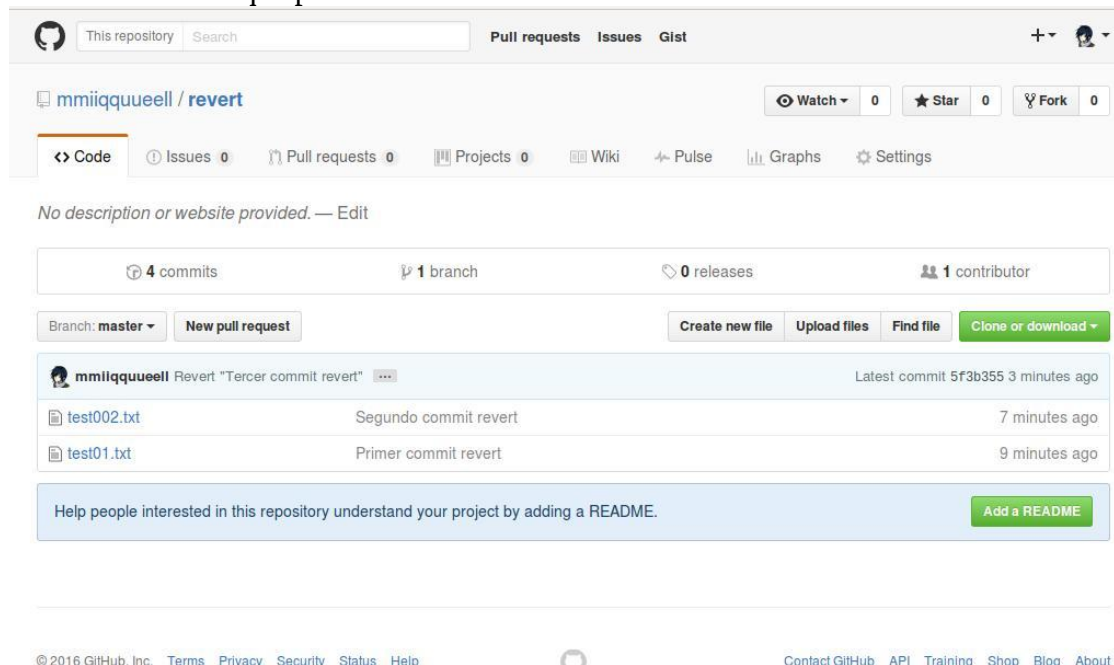 This repository Search Pull requests Issues Gist
mmiiqquueell / revert Watch 0 Star 0 Fork 0
Code Issues 0 Pull requests 0 Projects 0 Wiki Pulse Graphs Settings
No description or website provided. — Edit
4 commits 1 branch 0 releases 1 contributor
Branch: master New pull request Create new file Upload files Find file Clone or download
mmiiqquueell Revert "Tercer commit revert" ... Latest commit 5f3b355 3 minutes ago
test002.txt Segundo commit revert 7 minutes ago
test01.txt Primer commit revert 9 minutes ago
Help people interested in this repository understand your project by adding a README. Add a README
© 2016 GitHub, Inc. Terms Privacy Security Status Help Contact GitHub API Training Shop Blog About